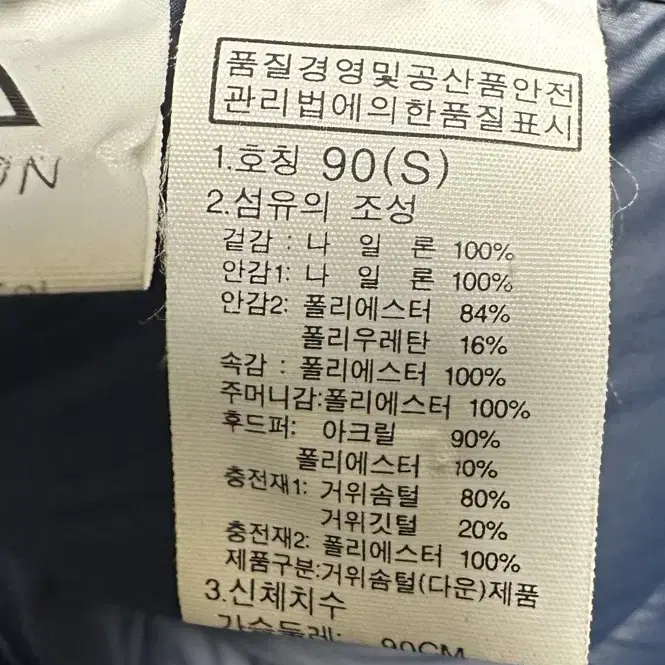 품질경영및공산품안전
관리법에의한품질표시
1.호칭 90(S)
2.섬유의 조성
겉감 : 나 일 론 100%
안감1: 나 일 론 100%
안감2: 폴리에스터 84%
폴리우레탄 16%
속감 : 폴리에스터 100%
주머니감:폴리에스터 100%
후드퍼: 아크릴 90%
폴리에스터 10%
충전재1: 거위솜털 80%
거위깃털 20%
충전재2: 폴리에스터 100%
제품구분:거위솜털(다운)제품
3.신체치수
가슴둘레: 90CM
ON